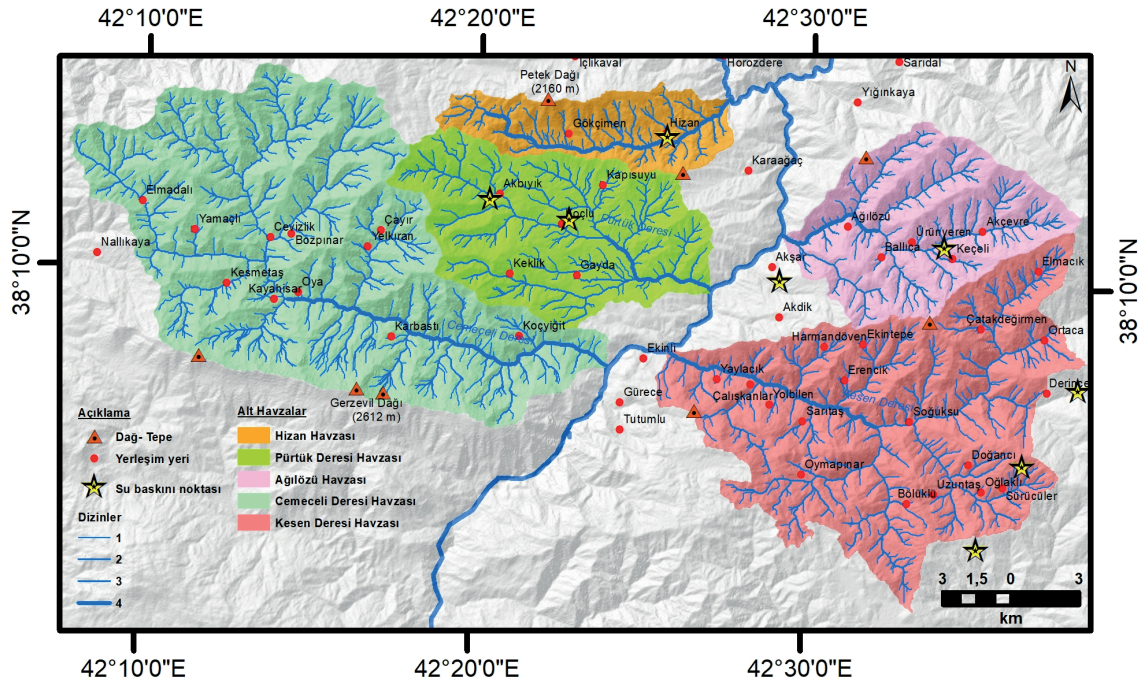 42°10'0"E
42°20'0"E
42°30'0"E
38°10'0"N
38°10'0"N
N
İçlikaval
Horozdere
Sarıdal
Petek Dağı
(2160 m)
Yığınkaya
Gökçimen
Hizan
Karaağaç
Kapısuyu
Akbıyık
Elmadalı
Koçlu
Pürtük Deresi
Yamaçlı
Cevizlik
Bozpınar
Çayır
Yelkıran
Nallıkaya
Ağılözü
Ürünveren
Akçevre
Ballıca
Keçeli
Keklik
Gayda
Akşar
Elmacık
Kesmetaş
Kayahisar
Oya
Akdik
Karbastı
Cemeceli Deresi
Koçyiğit
Çatakdeğirmen
Ortaca
Harmandöven
Ekintepe
Ekinli
Yaylacık
Erencik
Derince
Gerzevil Dağı
(2612 m)
Gürece
Çalışkanlar
Yolbilen
Kesen Deresi
Sarıtaş
Soğuksu
Tutumlu
Oymapınar
Doğancı
Uzuntaş
Oğlaklı
Bölüklü
Sürücüler
Açıklama
Dağ- Tepe
Yerleşim yeri
Su baskını noktası
Dizinler
1
2
3
4
Alt Havzalar
Hizan Havzası
Pürtük Deresi Havzası
Ağılözü Havzası
Cemeceli Deresi Havzası
Kesen Deresi Havzası
3 1,5 0 3
km
42°10'0"E
42°20'0"E
42°30'0"E